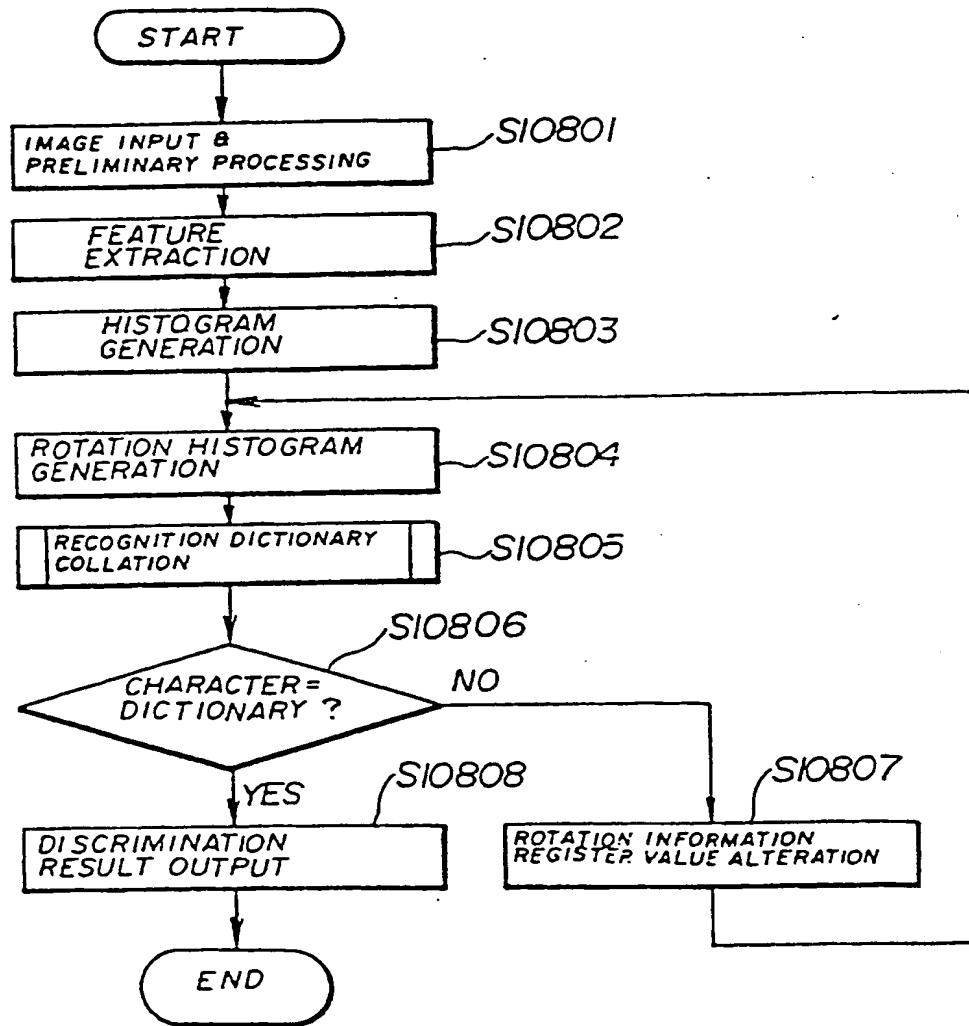 START
IMAGE INPUT &
PRELIMINARY PROCESSING
S10801
FEATURE
EXTRACTION
S10802
HISTOGRAM
GENERATION
S10803
ROTATION HISTOGRAM
GENERATION
S10804
RECOGNITION DICTIONARY
COLLATION
S10805
S10806
CHARACTER =
DICTIONARY ?
NO
YES
S10808
DISCRIMINATION
RESULT OUTPUT
S10807
ROTATION INFORMATION
REGISTER VALUE ALTERATION
END